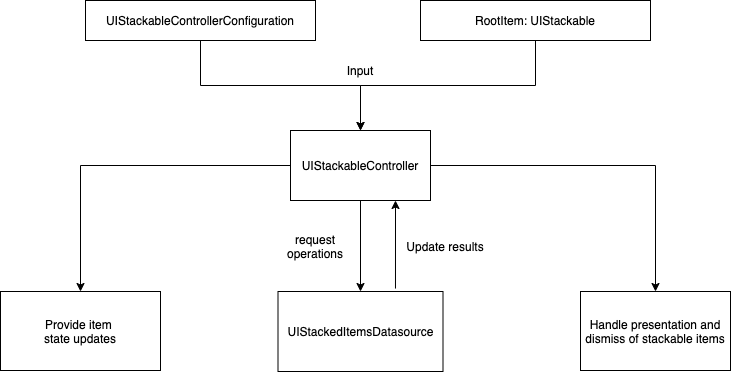 UIStackableControllerConfiguration
RootItem: UIStackable
Input
UIStackableController
request
operations
Update results
Provide item
state updates
UIStackedItemsDatasource
Handle presentation and
dismiss of stackable items